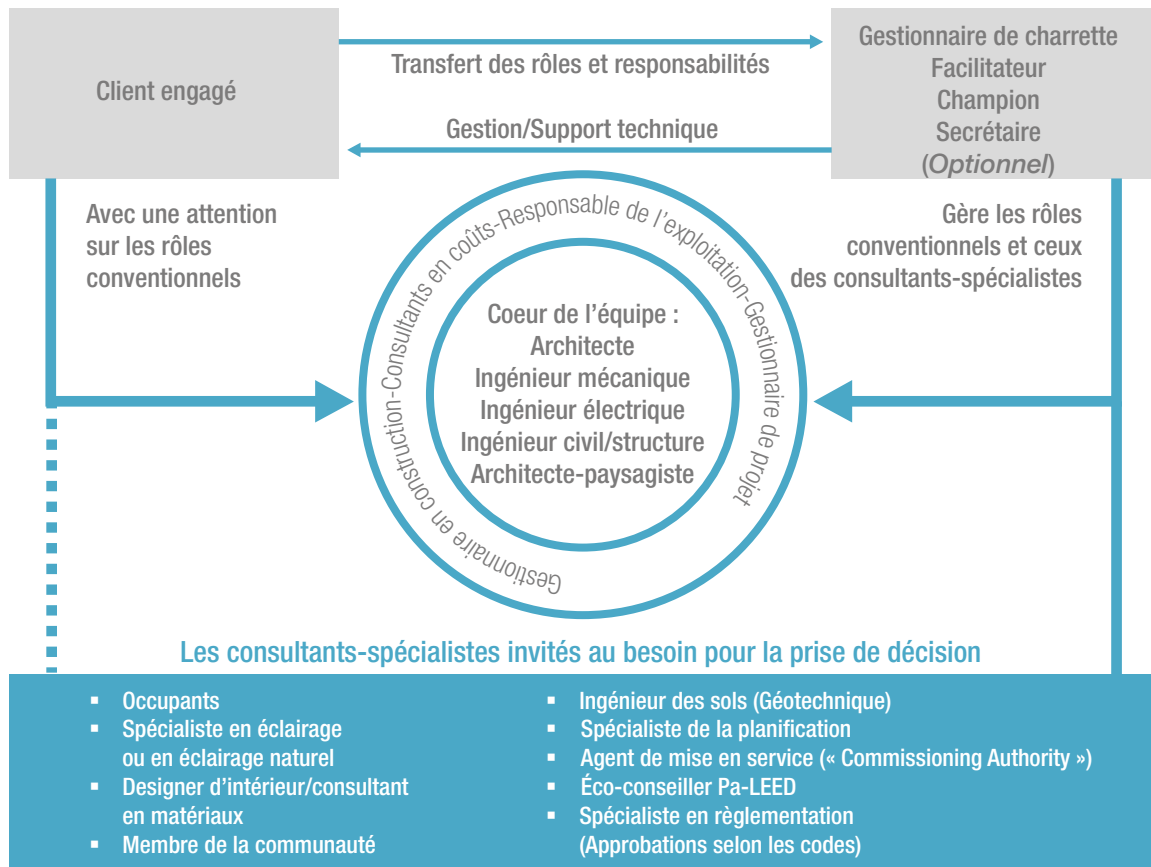 Client engagé
Transfert des rôles et responsabilités
Gestion/Support technique
Gestionnaire de charrette
Facilitateur
Champion
Secrétaire
(Optionnel)
Avec une attention
sur les rôles
conventionnels
Gère les rôles
conventionnels et ceux
des consultants-spécialistes
Gestionnaire en construction-Consultants en coûts-Responsable de l'exploitation-Gestionnaire de projet
Coeur de l'équipe :
Architecte
Ingénieur mécanique
Ingénieur électrique
Ingénieur civil/structure
Architecte-paysagiste
Les consultants-spécialistes invités au besoin pour la prise de décision
▪ Occupants
▪ Spécialiste en éclairage
ou en éclairage naturel
▪ Designer d'intérieur/consultant
en matériaux
▪ Membre de la communauté
▪ Ingénieur des sols (Géotechnique)
▪ Spécialiste de la planification
▪ Agent de mise en service (« Commissioning Authority »)
▪ Éco-conseiller Pa-LEED
▪ Spécialiste en règlementation
(Approbations selon les codes)